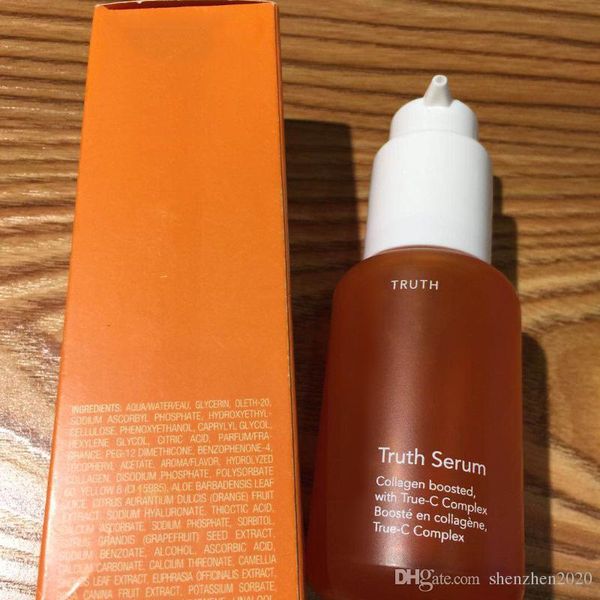 INGREDIENTS: AQUA/WATER/EAU, GLYCERIN, OLETH-20,
SODIUM ASCORBYL PHOSPHATE, HYDROXYETHYL-
CELLULOSE, PHENOXYETHANOL, CAPRYLYL GLYCOL,
HEXYLENE GLYCOL, CITRIC ACID, PARFUM/FRA-
GRANCE, PEG-12 DIMETHICONE, BENZOPHENONE-4,
TOCOPHERYL ACETATE, AROMA/FLAVOR, HYDROLYZED
COLLAGEN, DISODIUM PHOSPHATE, POLYSORBATE
60, YELLOW 6 (CI 15985), ALOE BARBADENSIS LEAF
JUICE, CITRUS AURANTIUM DULCIS (ORANGE) FRUIT
EXTRACT, SODIUM HYALURONATE, THIOCTIC ACID,
CALCIUM ASCORBATE, SODIUM PHOSPHATE, SORBITOL,
CITRUS GRANDIS (GRAPEFRUIT) SEED EXTRACT,
SODIUM BENZOATE, ALCOHOL, ASCORBIC ACID,
CALCIUM CARBONATE, CALCIUM THREONATE, CAMELLIA
LEAF EXTRACT, EUPHRASIA OFFICINALIS EXTRACT,
CANINA FRUIT EXTRACT, POTASSIUM SORBATE,
TRUTH
Truth Serum
Collagen boosted,
with True-C Complex
Boosté en collagène,
True-C Complex
DHgate.com shenzhen2020